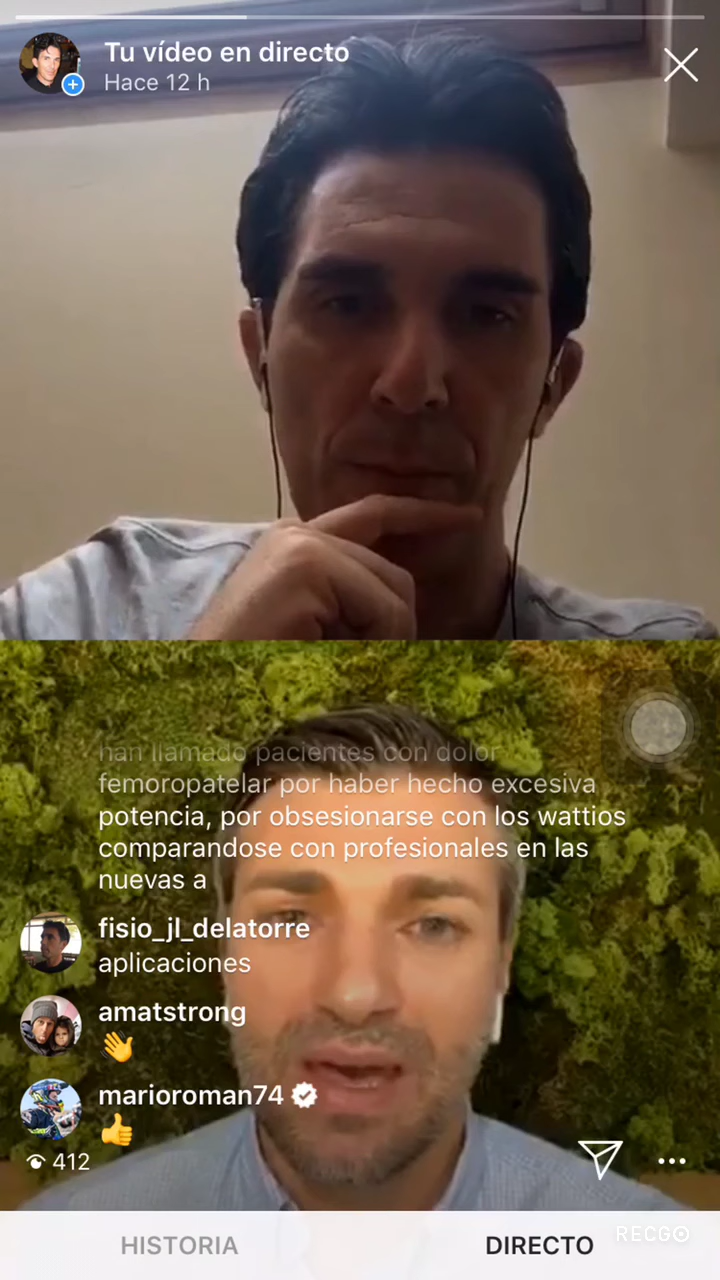 Tu vídeo en directo
Hace 12 h
han llamado pacientes con dolor
femoropatelar por haber hecho excesiva
potencia, por obsesionarse con los wattios
comparandose con profesionales en las
nuevas a
fisio_jl_delatorre
aplicaciones
amatstrong
👋
marioroman74
👍
412
HISTORIA
DIRECTO
RECGO